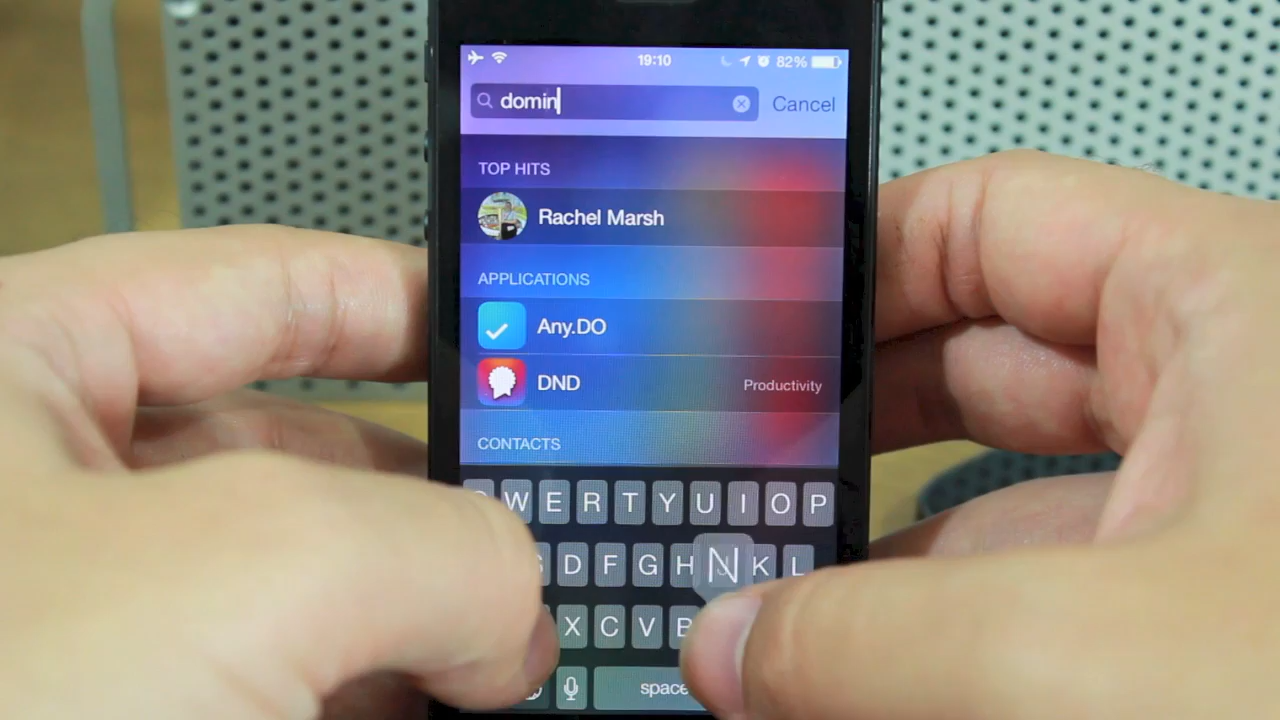 19:10 82%
domin Cancel
TOP HITS
Rachel Marsh
APPLICATIONS
Any.DO
DND Productivity
CONTACTS
W E R T Y U I O P
D F G H N K L
X C V B
space